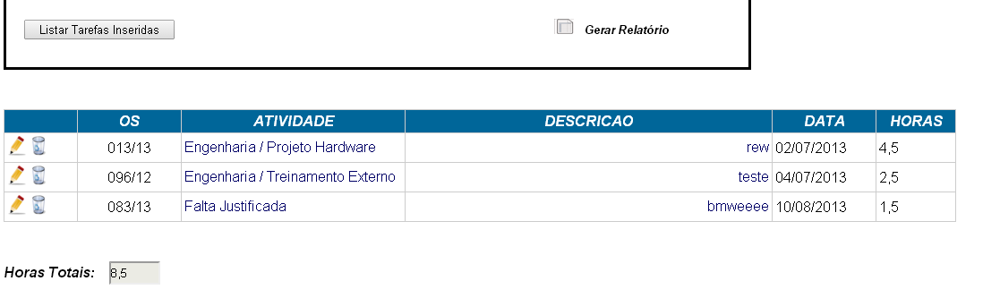 Listar Tarefas Inseridas Gerar Relatório
OS ATIVIDADE DESCRICAO DATA HORAS
013/13 Engenharia / Projeto Hardware rew 02/07/2013 4,5
096/12 Engenharia / Treinamento Externo teste 04/07/2013 2,5
083/13 Falta Justificada bmweeee 10/08/2013 1,5
Horas Totais: 8,5